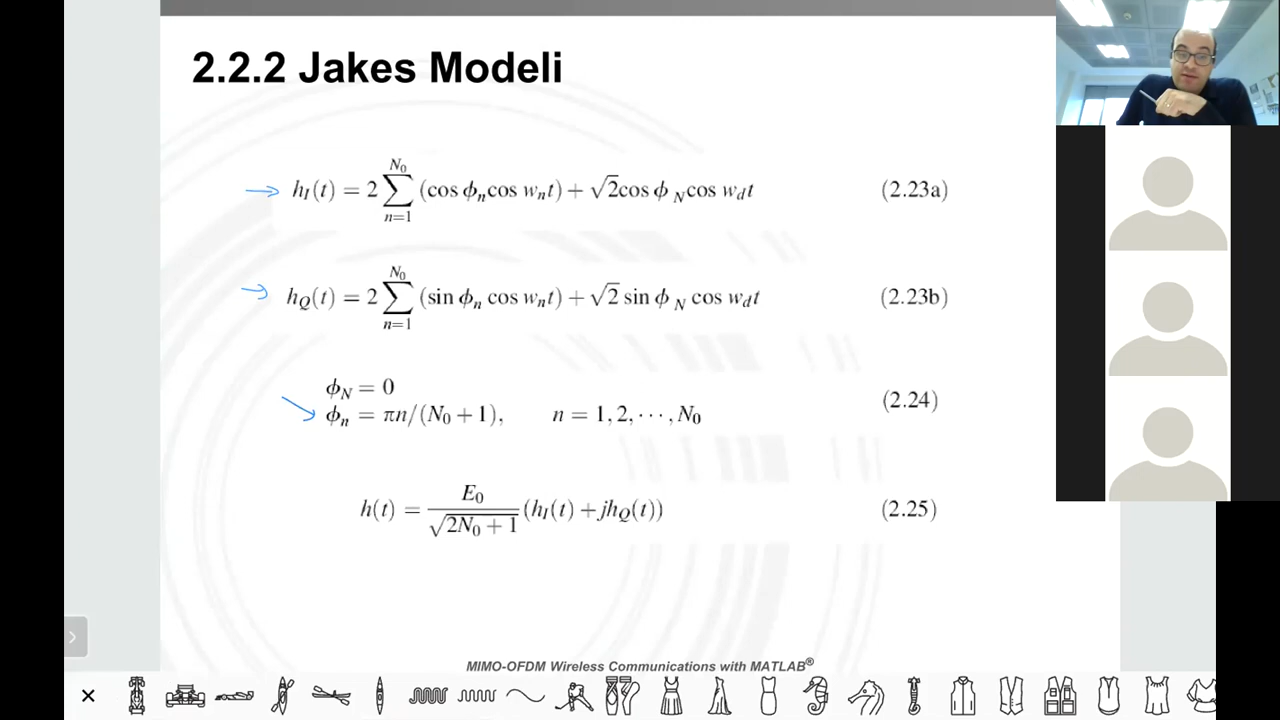 2.2.2 Jakes Modeli
h_I(t) = 2 ∑_{n=1}^{N_0} (cos ϕ_n cos w_n t) + √2 cos ϕ_N cos w_d t (2.23a)
h_Q(t) = 2 ∑_{n=1}^{N_0} (sin ϕ_n cos w_n t) + √2 sin ϕ_N cos w_d t (2.23b)
ϕ_N = 0
ϕ_n = πn/(N_0 + 1), n = 1, 2, ⋯, N_0 (2.24)
h(t) = E_0/√(2N_0 + 1) (h_I(t) + jh_Q(t)) (2.25)
MIMO-OFDM Wireless Communications with MATLAB®